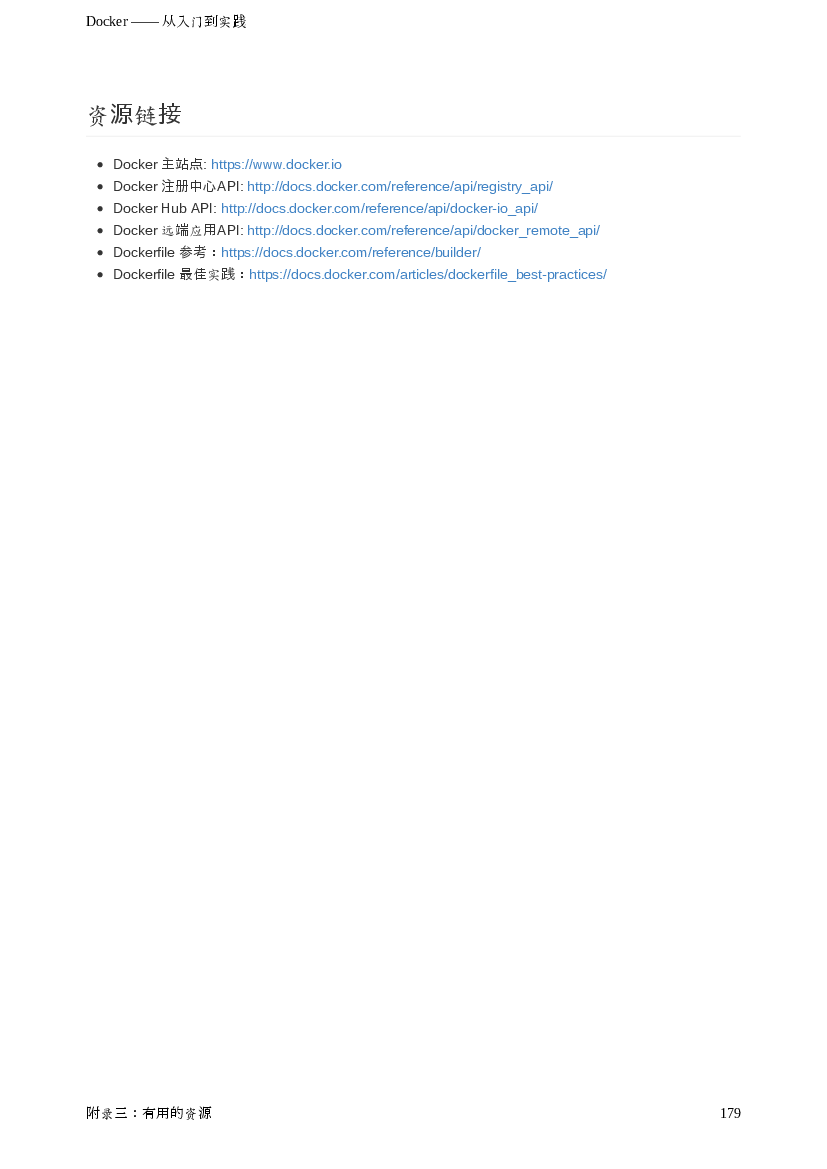 Docker —— 从入门到实践
资源链接
Docker 主站点: https://www.docker.io
Docker 注册中心API: http://docs.docker.com/reference/api/registry_api/
Docker Hub API: http://docs.docker.com/reference/api/docker-io_api/
Docker 远端应用API: http://docs.docker.com/reference/api/docker_remote_api/
Dockerfile 参考：https://docs.docker.com/reference/builder/
Dockerfile 最佳实践：https://docs.docker.com/articles/dockerfile_best-practices/
附录三：有用的资源 179